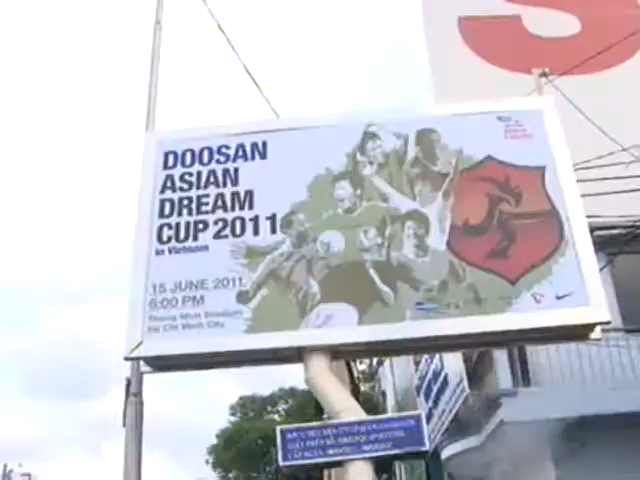 DOOSAN
ASIAN
DREAM
CUP 2011
in Vietnam
15 JUNE 2011,
6:00 PM
Thong Nhat Stadium
Ho Chi Minh City
S